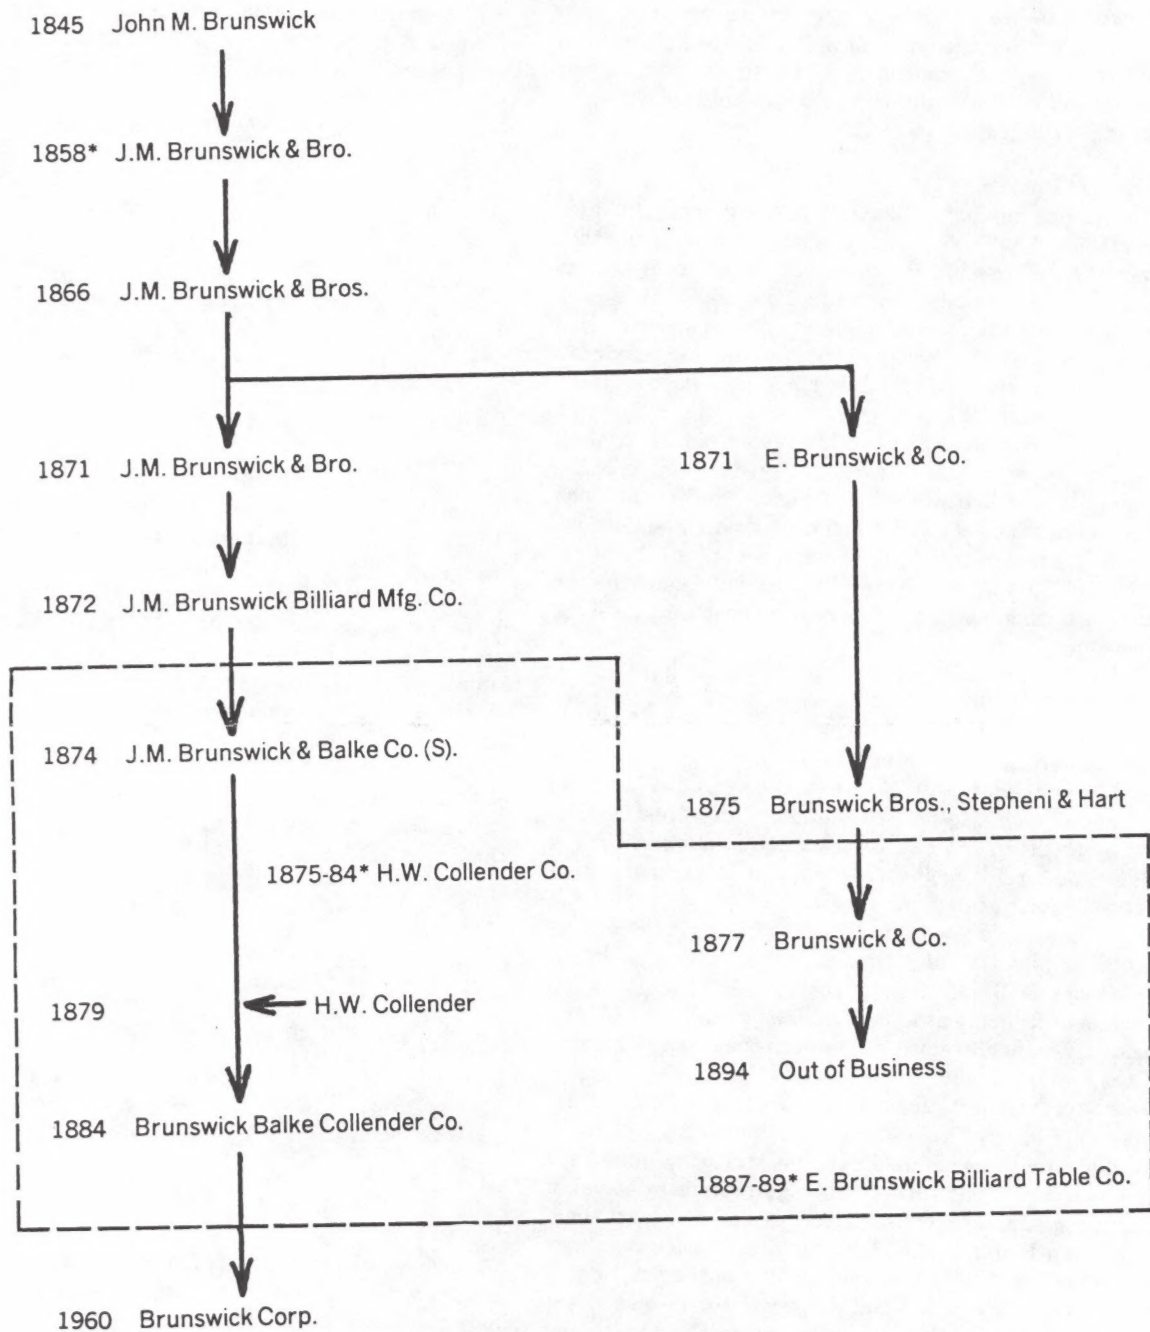 1845 John M. Brunswick
1858* J.M. Brunswick & Bro.
1866 J.M. Brunswick & Bros.
1871 J.M. Brunswick & Bro.
1871 E. Brunswick & Co.
1872 J.M. Brunswick Billiard Mfg. Co.
1874 J.M. Brunswick & Balke Co. (S).
1875 Brunswick Bros., Stepheni & Hart
1875-84* H.W. Collender Co.
1877 Brunswick & Co.
1879 H.W. Collender
1894 Out of Business
1884 Brunswick Balke Collender Co.
1887-89* E. Brunswick Billiard Table Co.
1960 Brunswick Corp.